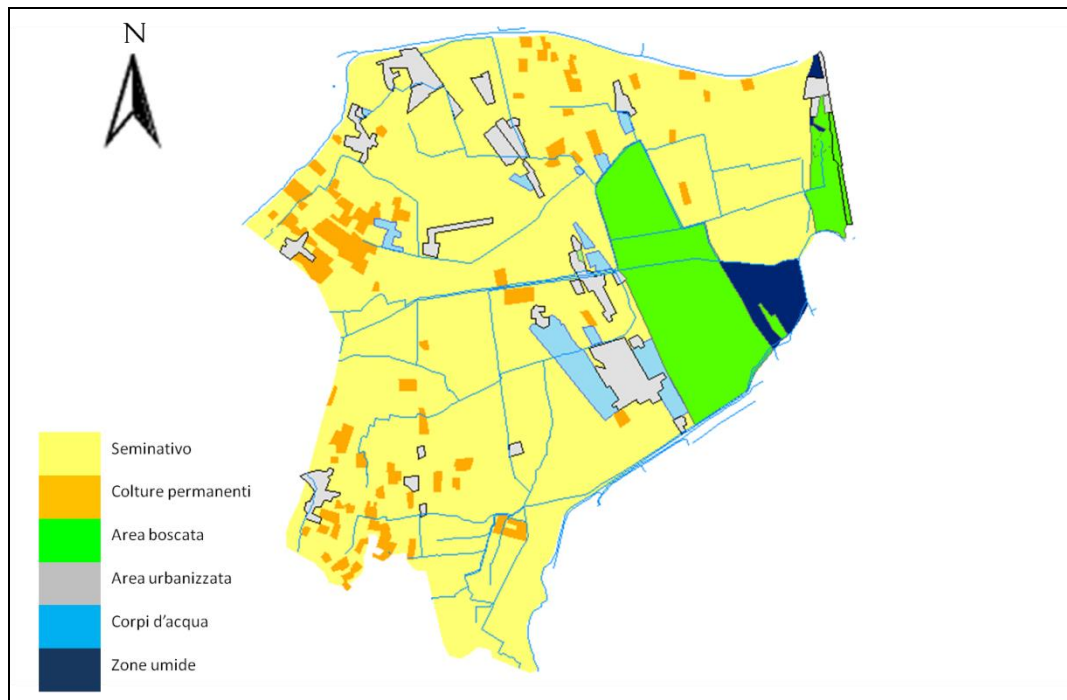 N
Seminativo
Colture permanenti
Area boscata
Area urbanizzata
Corpi d'acqua
Zone umide